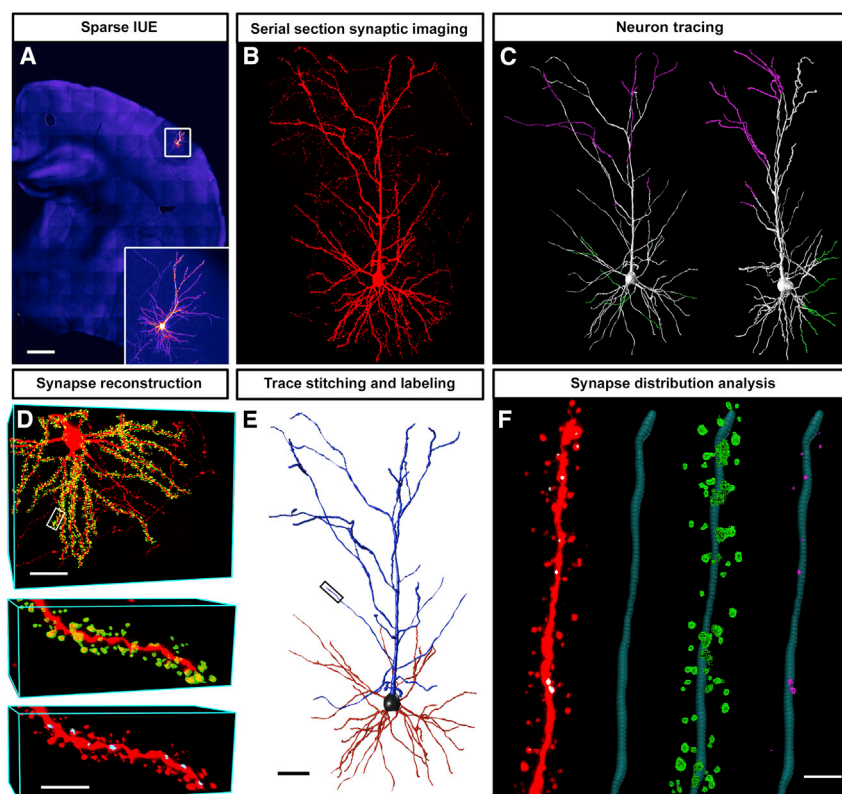 Sparse IUE
Serial section synaptic imaging
Neuron tracing
A
B
C
Synapse reconstruction
Trace stitching and labeling
Synapse distribution analysis
D
E
F